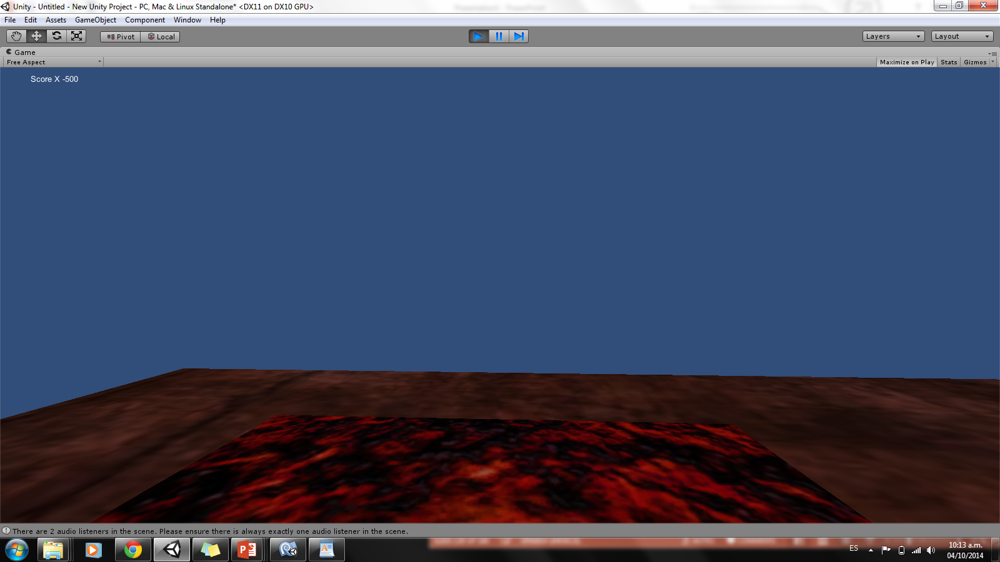 Unity - Untitled - New Unity Project - PC, Mac & Linux Standalone* <DX11 on DX10 GPU>
File Edit Assets GameObject Component Window Help
Pivot Local Layers Layout
Game
Free Aspect Maximize on Play Stats Gizmos
Score X -500
There are 2 audio listeners in the scene. Please ensure there is always exactly one audio listener in the scene.
ES 10:13 a.m.
04/10/2014